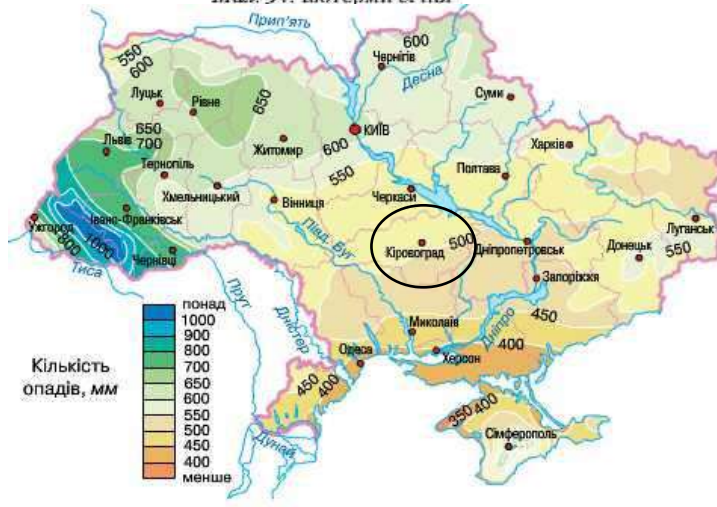 Прип'ять
600
Чернігів
550
600
Десна
Луцьк
Рівне
650
Суми
КИЇВ
650
700
Львів
Житомир
600
Харків
Тернопіль
550
Полтава
Хмельницький
Вінниця
Черкаси
Івано-Франківськ
Ужгород
800
1000
Півд. Буг
Кіровоград
500
Дніпропетровськ
Луганськ
Донецьк
550
Чернівці
Тиса
Прут
Дністер
Запоріжжя
450
Миколаїв
Дніпро
400
Одеса
Херсон
450
400
350
400
Сімферополь
Дунай
Кількість
опадів, мм
понад
1000
900
800
700
650
600
550
500
450
400
менше